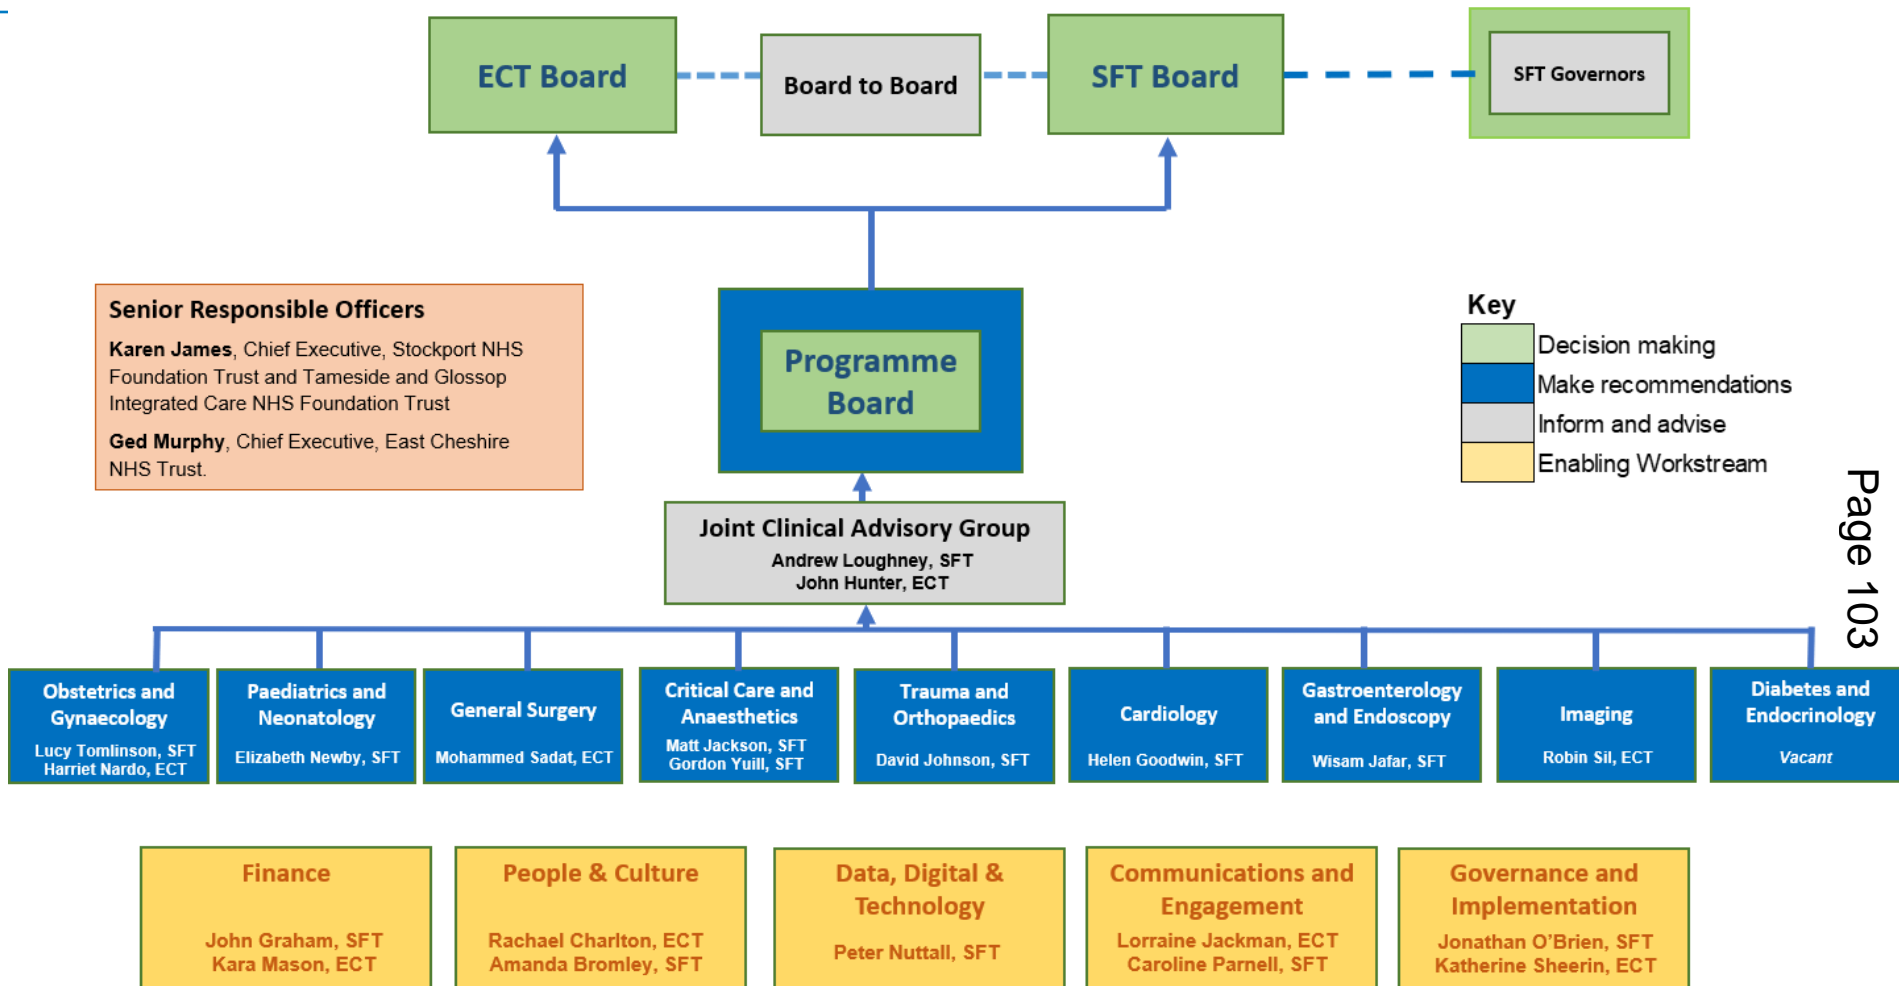 ECT Board
Board to Board
SFT Board
SFT Governors
Senior Responsible Officers
Karen James, Chief Executive, Stockport NHS
Foundation Trust and Tameside and Glossop
Integrated Care NHS Foundation Trust
Ged Murphy, Chief Executive, East Cheshire
NHS Trust.
Programme
Board
Key
Decision making
Make recommendations
Inform and advise
Enabling Workstream
Page 103
Joint Clinical Advisory Group
Andrew Loughney, SFT
John Hunter, ECT
Obstetrics and
Gynaecology
Lucy Tomlinson, SFT
Harriet Nardo, ECT
Paediatrics and
Neonatology
Elizabeth Newby, SFT
General Surgery
Mohammed Sadat, ECT
Critical Care and
Anaesthetics
Matt Jackson, SFT
Gordon Yuill, SFT
Trauma and
Orthopaedics
David Johnson, SFT
Cardiology
Helen Goodwin, SFT
Gastroenterology
and Endoscopy
Wisam Jafar, SFT
Imaging
Robin Sil, ECT
Diabetes and
Endocrinology
Vacant
Finance
John Graham, SFT
Kara Mason, ECT
People & Culture
Rachael Charlton, ECT
Amanda Bromley, SFT
Data, Digital &
Technology
Peter Nuttall, SFT
Communications and
Engagement
Lorraine Jackman, ECT
Caroline Parnell, SFT
Governance and
Implementation
Jonathan O'Brien, SFT
Katherine Sheerin, ECT